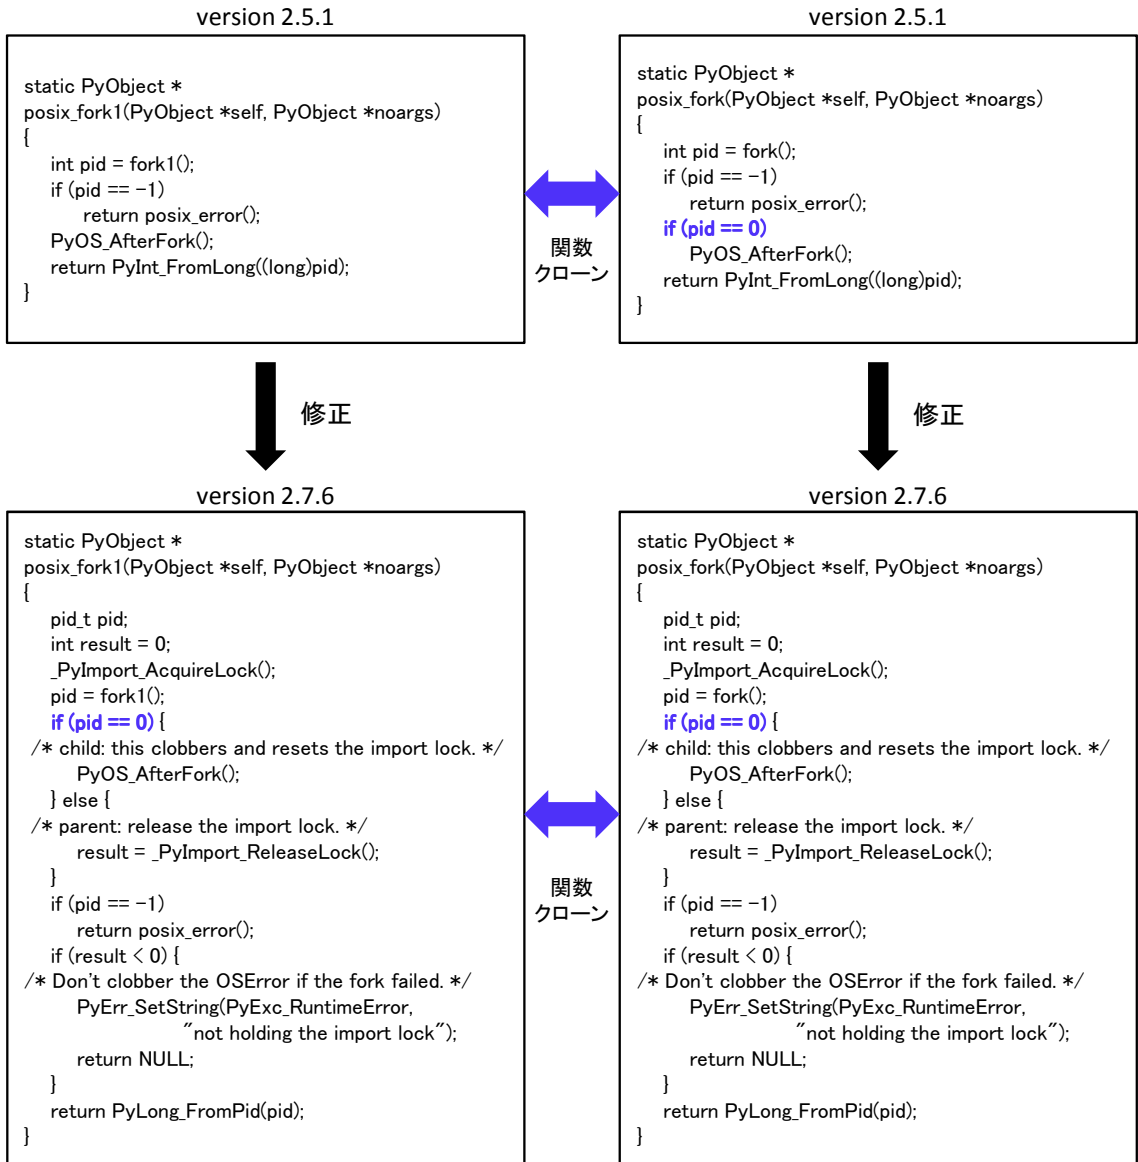 version 2.5.1
static PyObject *
posix_fork1(PyObject *self, PyObject *noargs)
{
int pid = fork1();
if (pid == -1)
return posix_error();
PyOS_AfterFork();
return PyInt_FromLong((long)pid);
}
関数
クローン
version 2.5.1
static PyObject *
posix_fork(PyObject *self, PyObject *noargs)
{
int pid = fork();
if (pid == -1)
return posix_error();
if (pid == 0)
PyOS_AfterFork();
return PyInt_FromLong((long)pid);
}
修正
修正
version 2.7.6
static PyObject *
posix_fork1(PyObject *self, PyObject *noargs)
{
pid_t pid;
int result = 0;
_PyImport_AcquireLock();
pid = fork1();
if (pid == 0) {
/* child: this clobbers and resets the import lock. */
PyOS_AfterFork();
} else {
/* parent: release the import lock. */
result = _PyImport_ReleaseLock();
}
if (pid == -1)
return posix_error();
if (result < 0) {
/* Don't clobber the OSError if the fork failed. */
PyErr_SetString(PyExc_RuntimeError,
"not holding the import lock");
return NULL;
}
return PyLong_FromPid(pid);
}
関数
クローン
version 2.7.6
static PyObject *
posix_fork(PyObject *self, PyObject *noargs)
{
pid_t pid;
int result = 0;
_PyImport_AcquireLock();
pid = fork();
if (pid == 0) {
/* child: this clobbers and resets the import lock. */
PyOS_AfterFork();
} else {
/* parent: release the import lock. */
result = _PyImport_ReleaseLock();
}
if (pid == -1)
return posix_error();
if (result < 0) {
/* Don't clobber the OSError if the fork failed. */
PyErr_SetString(PyExc_RuntimeError,
"not holding the import lock");
return NULL;
}
return PyLong_FromPid(pid);
}